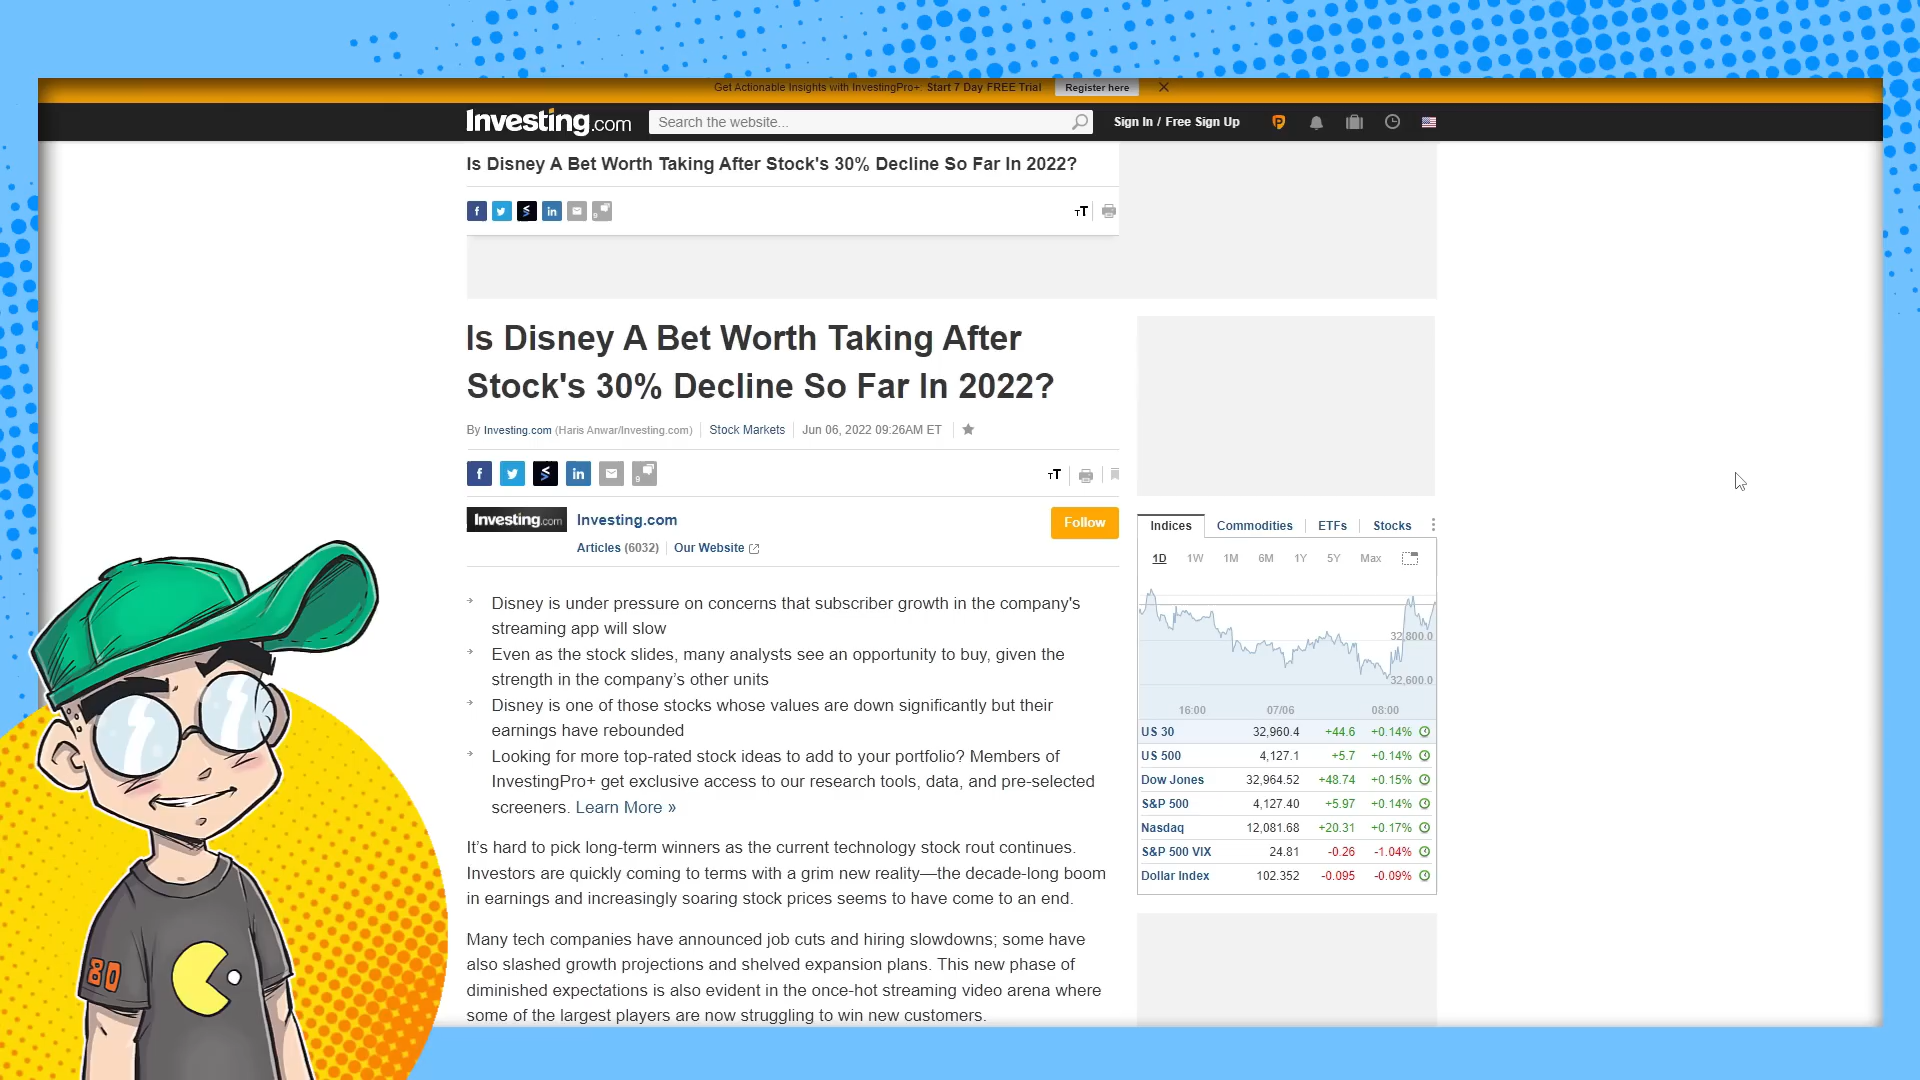 Get Actionable Insights with InvestingPro+: Start 7 Day FREE Trial Register here
Investing.com Search the website... Sign In / Free Sign Up
Is Disney A Bet Worth Taking After Stock's 30% Decline So Far In 2022?
9
TT
Is Disney A Bet Worth Taking After
Stock's 30% Decline So Far In 2022?
By Investing.com (Haris Anwar/Investing.com) Stock Markets Jun 06, 2022 09:26AM ET
9
TT
Investing.com Investing.com
Follow
Articles (6032) Our Website
Disney is under pressure on concerns that subscriber growth in the company's
streaming app will slow
Even as the stock slides, many analysts see an opportunity to buy, given the
strength in the company’s other units
Disney is one of those stocks whose values are down significantly but their
earnings have rebounded
Looking for more top-rated stock ideas to add to your portfolio? Members of
InvestingPro+ get exclusive access to our research tools, data, and pre-selected
screeners. Learn More »
It’s hard to pick long-term winners as the current technology stock rout continues.
Investors are quickly coming to terms with a grim new reality—the decade-long boom
in earnings and increasingly soaring stock prices seems to have come to an end.
Many tech companies have announced job cuts and hiring slowdowns; some have
also slashed growth projections and shelved expansion plans. This new phase of
diminished expectations is also evident in the once-hot streaming video arena where
some of the largest players are now struggling to win new customers.
Indices Commodities ETFs Stocks
1D 1W 1M 6M 1Y 5Y Max
32,800.0
32,600.0
16:00 07/06 08:00
US 30 32,960.4 +44.6 +0.14%
US 500 4,127.1 +5.7 +0.14%
Dow Jones 32,964.52 +48.74 +0.15%
S&P 500 4,127.40 +5.97 +0.14%
Nasdaq 12,081.68 +20.31 +0.17%
S&P 500 VIX 24.81 -0.26 -1.04%
Dollar Index 102.352 -0.095 -0.09%
80